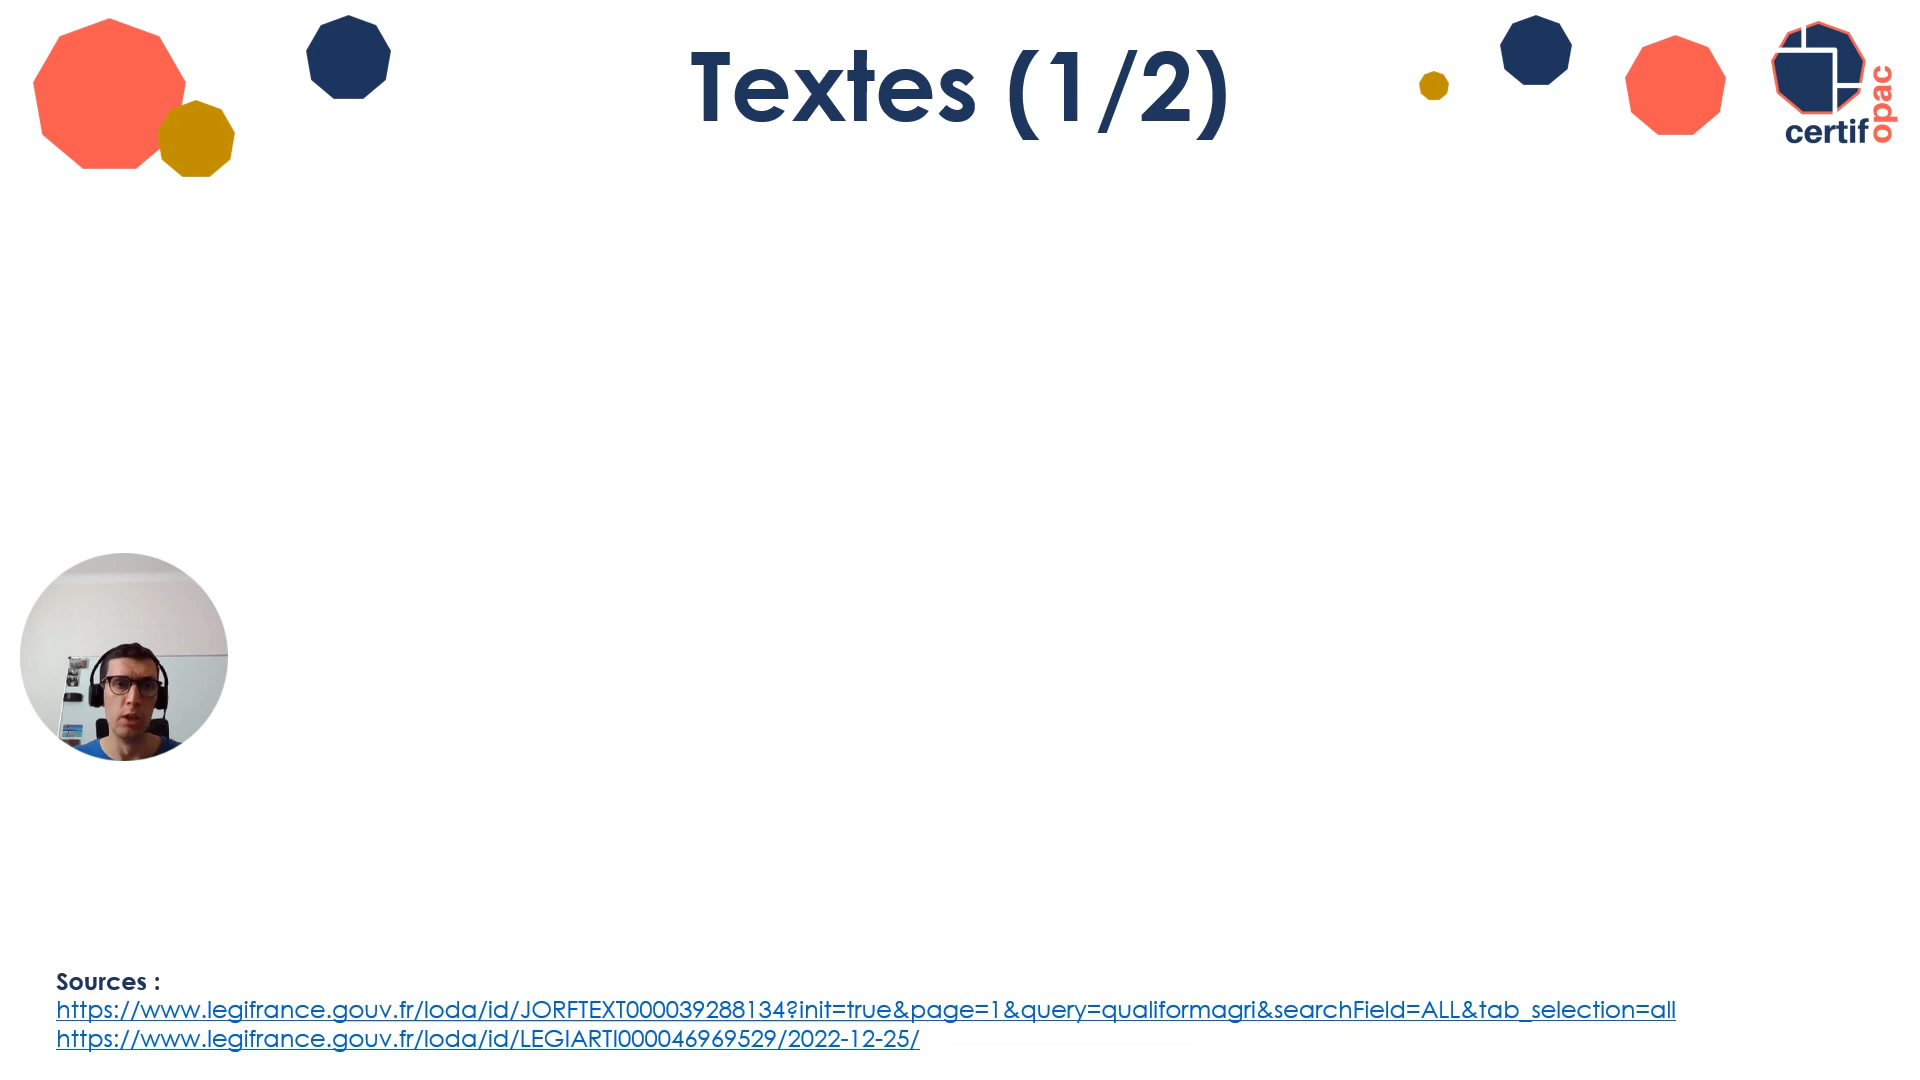 Textes (1/2)
certif
opac
Sources :
https://www.legifrance.gouv.fr/loda/id/JORFTEXT000039288134?init=true&page=1&query=qualiformagri&searchField=ALL&tab_selection=all
https://www.legifrance.gouv.fr/loda/id/LEGIARTI000046969529/2022-12-25/